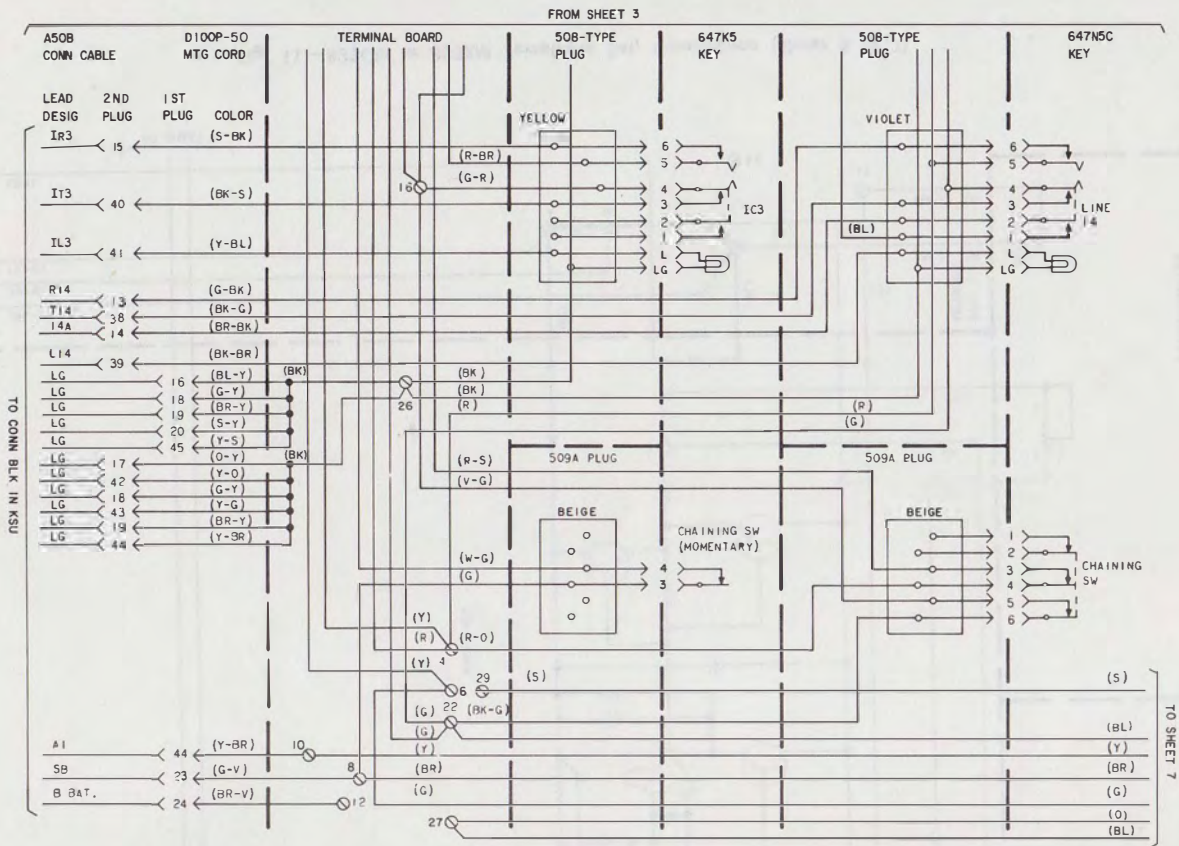 FROM SHEET 3
A50B CONN CABLE
D100P-50 MTG CORD
TERMINAL BOARD
508-TYPE PLUG
647K5 KEY
508-TYPE PLUG
647N5C KEY
LEAD DESIG
2ND PLUG
1ST PLUG
COLOR
YELLOW
VIOLET
IR3 15 (S-BK)
(R-BR)
(G-R)
16
IT3 40 (BK-S)
IL3 41 (Y-BL)
6
5
4
3
2
1
L
LG
IC3
(BL)
6
5
4
3
2
1
L
LG
LINE 14
R14 13 (G-BK)
T14 38 (BK-G)
14A 14 (BR-BK)
L14 39 (BK-BR)
LG 16 (BL-Y) (BK)
LG 18 (G-Y)
LG 19 (BR-Y)
LG 20 (S-Y)
LG 45 (Y-S)
LG 17 (O-Y) (BK)
LG 42 (Y-O)
LG 18 (G-Y)
LG 43 (Y-G)
LG 19 (BR-Y)
LG 44 (Y-BR)
26
(BK)
(BK)
(R)
(R)
(G)
509A PLUG
509A PLUG
(R-S)
(V-G)
BEIGE
CHAINING SW (MOMENTARY)
BEIGE
(W-G)
(G)
4
3
1
2
3
4
5
6
CHAINING SW
(Y)
(R)
(R-O)
4
(Y)
6
29
(S)
(S)
(G)
22
(BK-G)
(G)
(BL)
A1 44 (Y-BR) 10
(Y)
(Y)
SB 23 (G-V) 8
(BR)
(BR)
B BAT. 24 (BR-V) 12
(G)
(G)
27
(O)
(BL)
TO CONN BLK IN KSU
TO SHEET 7